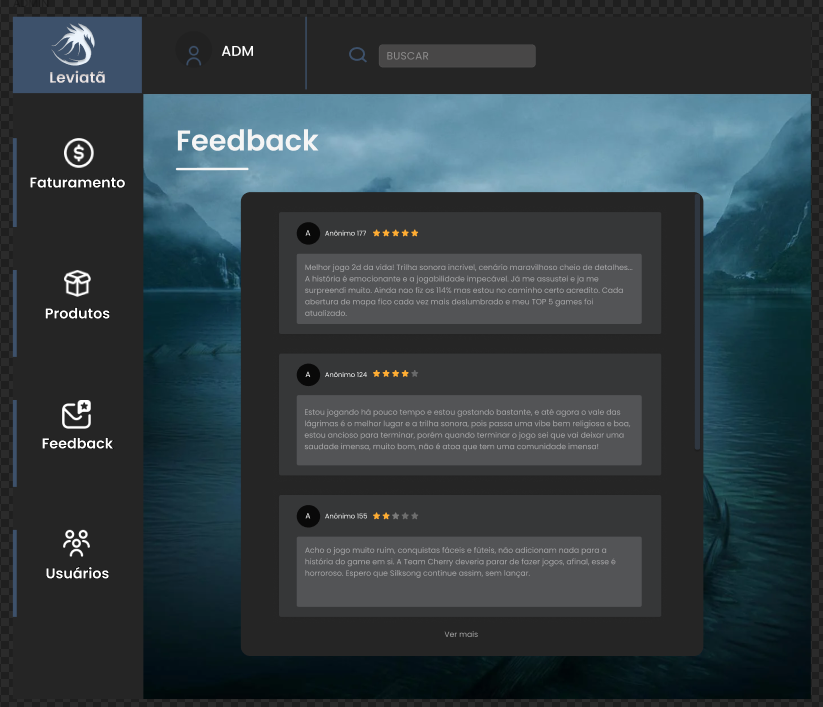 Leviatã
ADM
BUSCAR
Faturamento
Produtos
Feedback
Usuários
Feedback
A
Anônimo 177
Melhor jogo 2d da vida! Trilha sonora incrível, cenário maravilhoso cheio de detalhes...
A história é emocionante e a jogabilidade impecável. Já me assustei e já me
surpreendi muito. Ainda nao fiz os 114% mas estou no caminho certo acredito. Cada
abertura de mapa fico cada vez mais deslumbrado e meu TOP 5 games foi
atualizado.
A
Anônimo 124
Estou jogando há pouco tempo e estou gostando bastante, e até agora o vale das
lágrimas é o melhor lugar e a trilha sonora, pois passa uma vibe bem religiosa e boa,
estou ancioso para terminar, porém quando terminar o jogo sei que vai deixar uma
saudade imensa, muito bom, não é atoa que tem uma comunidade imensa!
A
Anônimo 155
Acho o jogo muito ruim, conquistas fáceis e fúteis, não adicionam nada para a
história do game em si. A Team Cherry deveria parar de fazer jogos, afinal, esse é
horroroso. Espero que Silksong continue assim, sem lançar.
Ver mais